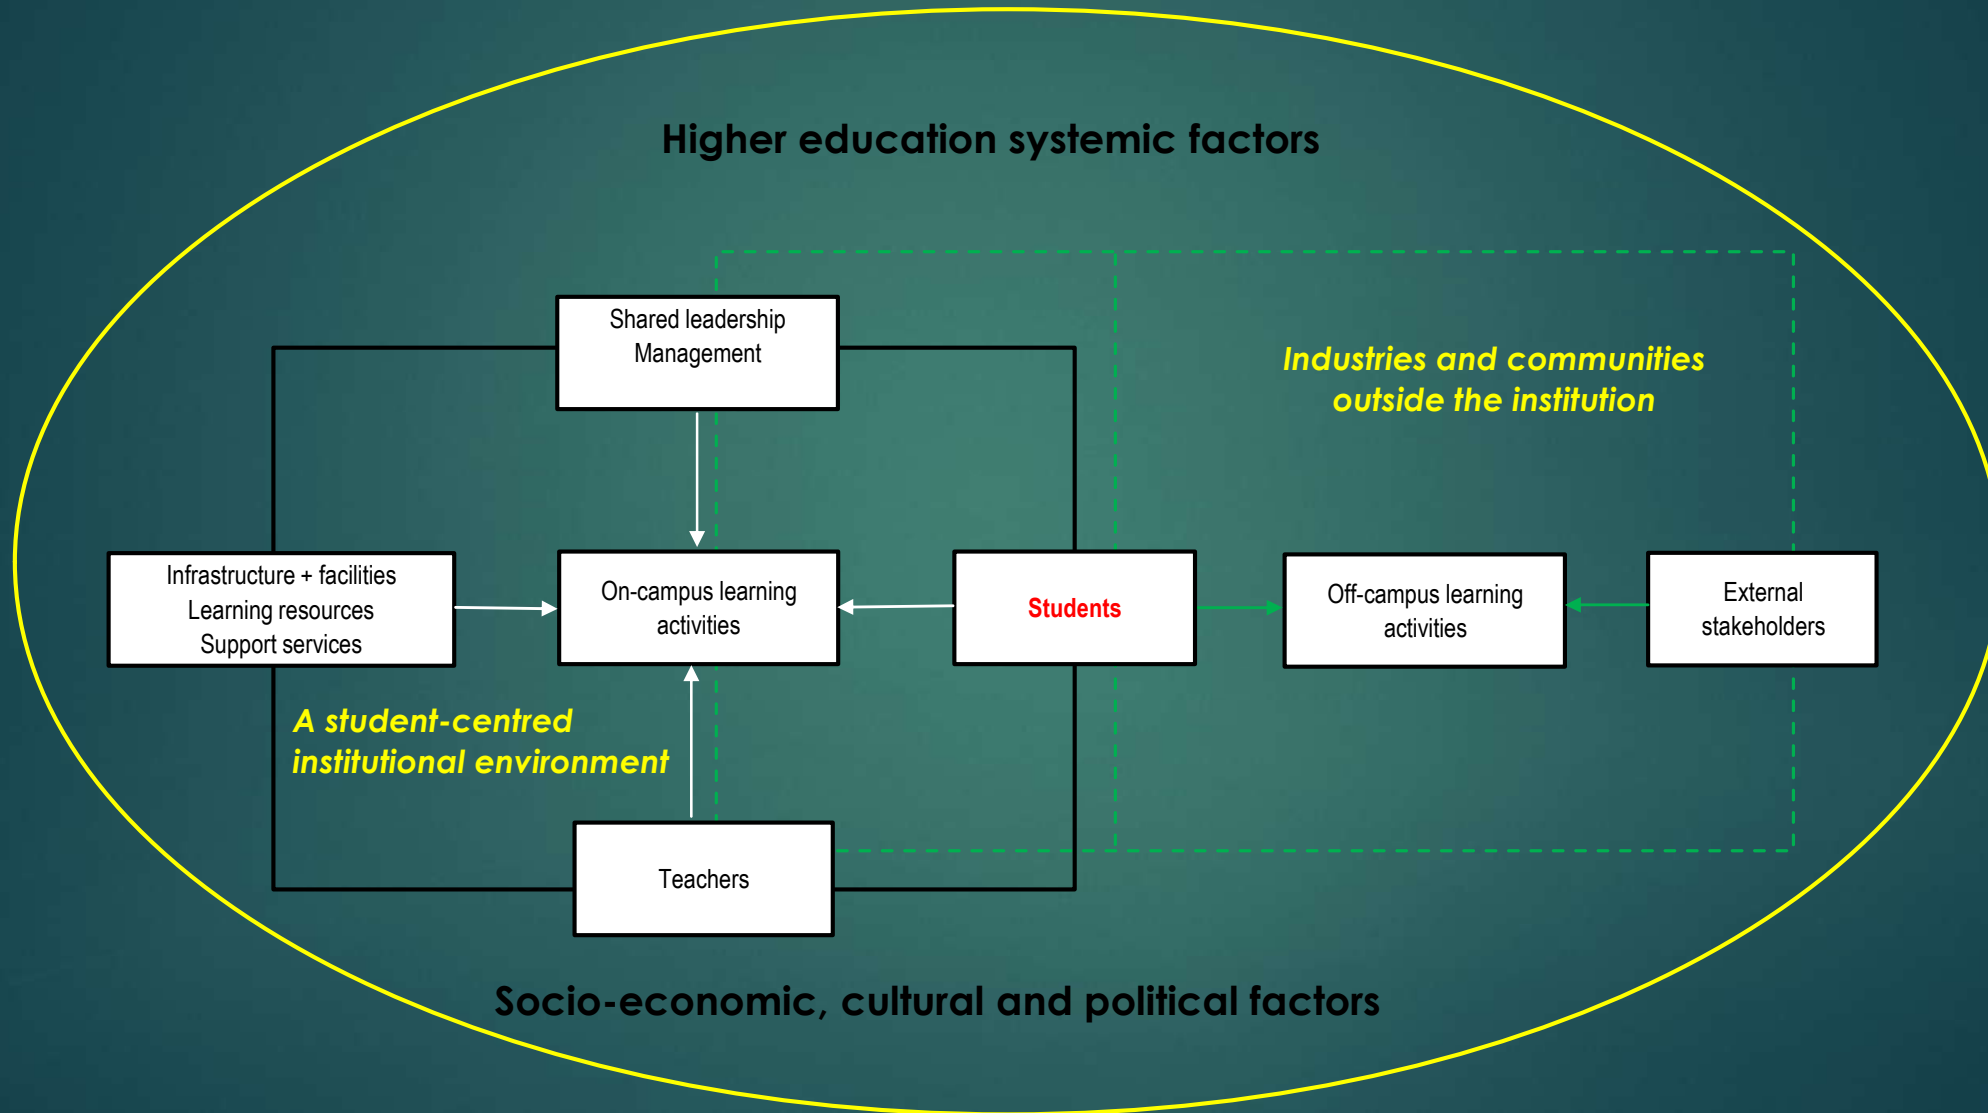 Higher education systemic factors
Shared leadership
Management
Industries and communities
outside the institution
Infrastructure + facilities
Learning resources
Support services
On-campus learning
activities
Students
Off-campus learning
activities
External
stakeholders
A student-centred
institutional environment
Teachers
Socio-economic, cultural and political factors